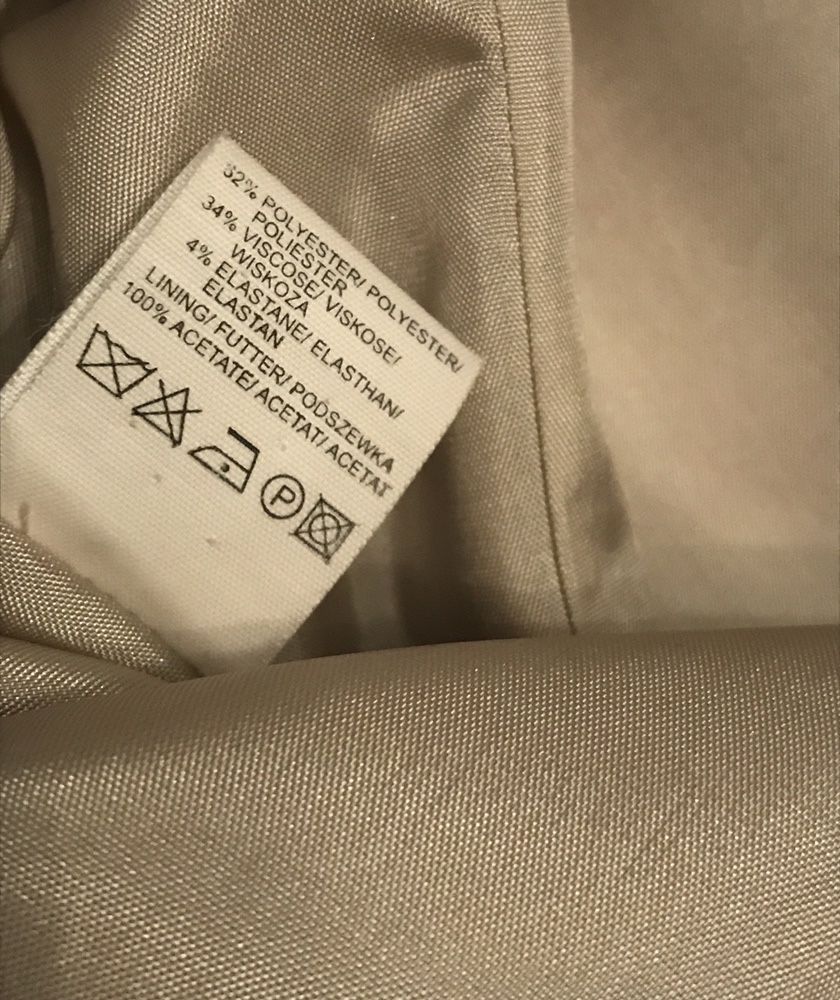 62% POLYESTER/ POLYESTER/
POLIESTER
34% VISCOSE/ VISKOSE/
WISKOZA
4% ELASTANE/ ELASTHAN/
ELASTAN
LINING/ FUTTER/ PODSZEWKA
100% ACETATE/ ACETAT/ ACETAT
P